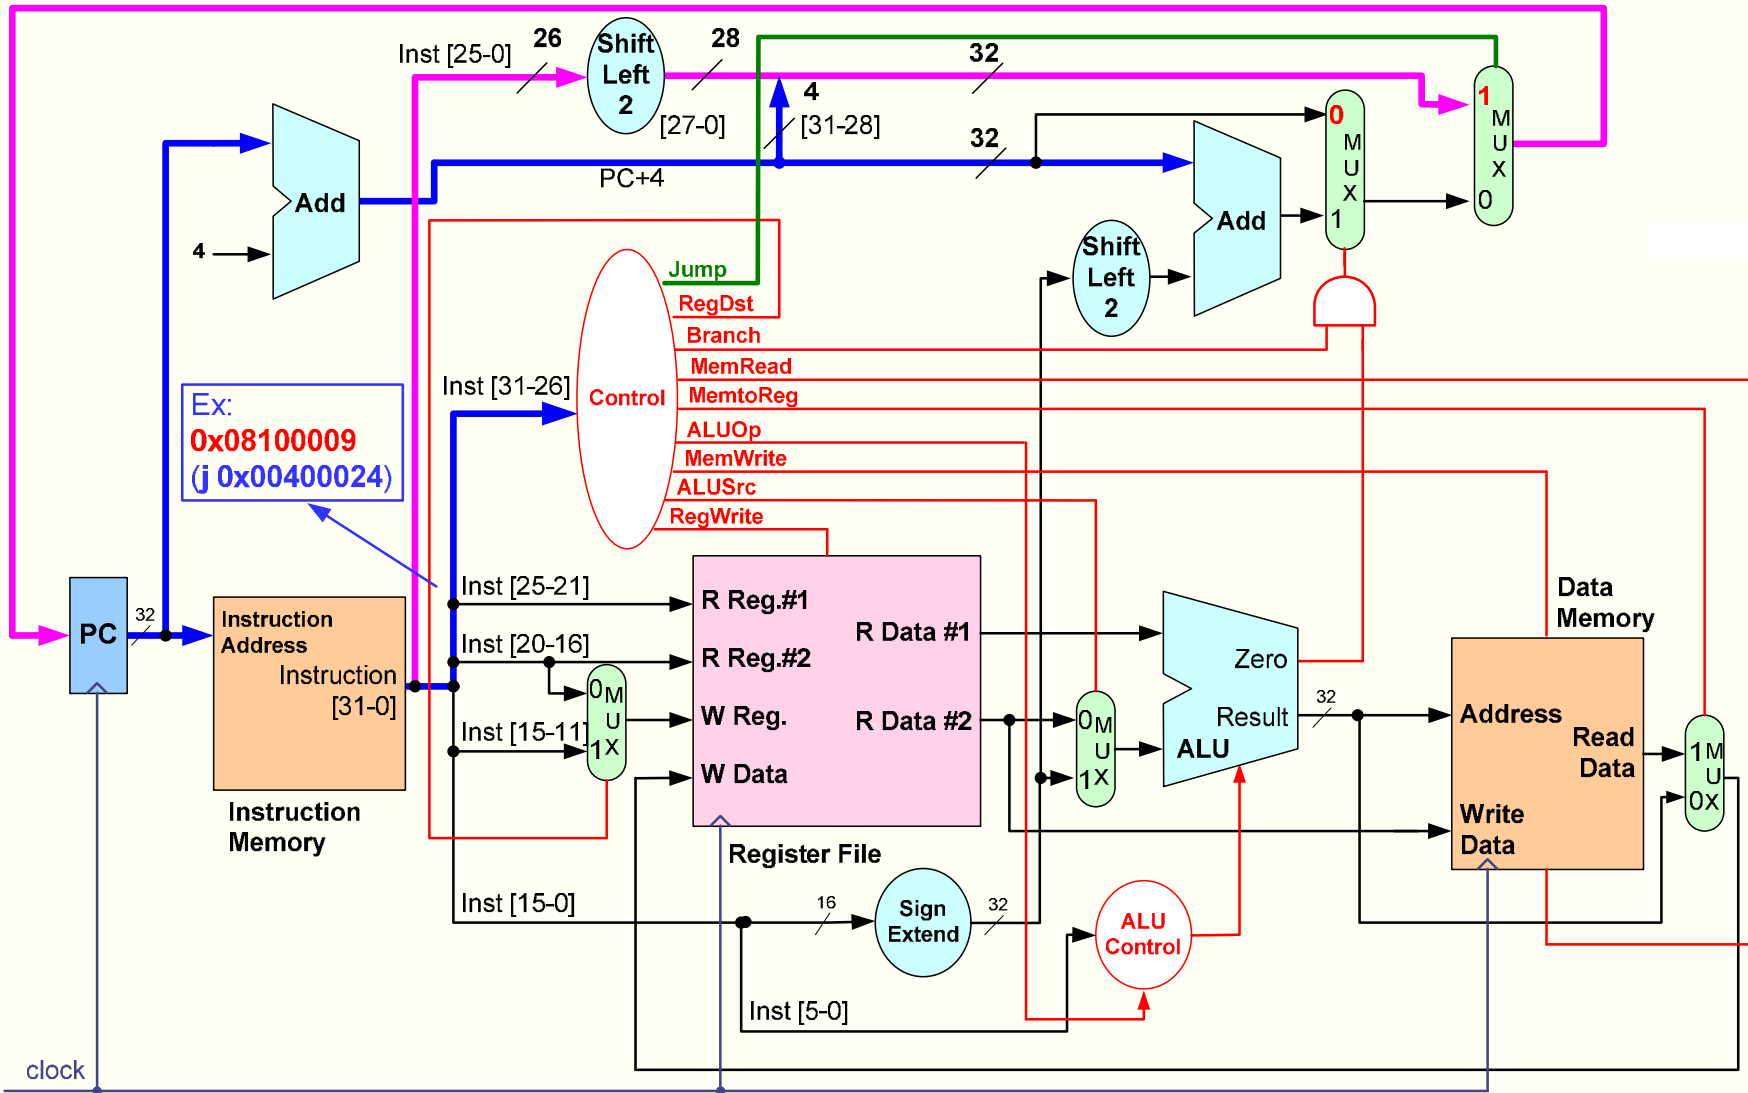 Inst [25-0]
26
Shift
Left
2
28
[27-0]
32
4
[31-28]
32
PC+4
Add
4
1
M
U
X
0
0
M
U
X
1
Add
Shift
Left
2
Jump
RegDst
Branch
MemRead
MemtoReg
ALUOp
MemWrite
ALUSrc
RegWrite
Control
Inst [31-26]
Ex:
0x08100009
(j 0x00400024)
PC
32
Instruction
Address
Instruction
[31-0]
Instruction
Memory
Inst [25-21]
Inst [20-16]
Inst [15-11]
0
M
U
X
1
R Reg.#1
R Reg.#2
W Reg.
W Data
R Data #1
R Data #2
Register File
0
M
U
X
1
Zero
Result
ALU
32
Data
Memory
Address
Read
Data
Write
Data
1
M
U
X
0
Inst [15-0]
16
Sign
Extend
32
ALU
Control
Inst [5-0]
clock